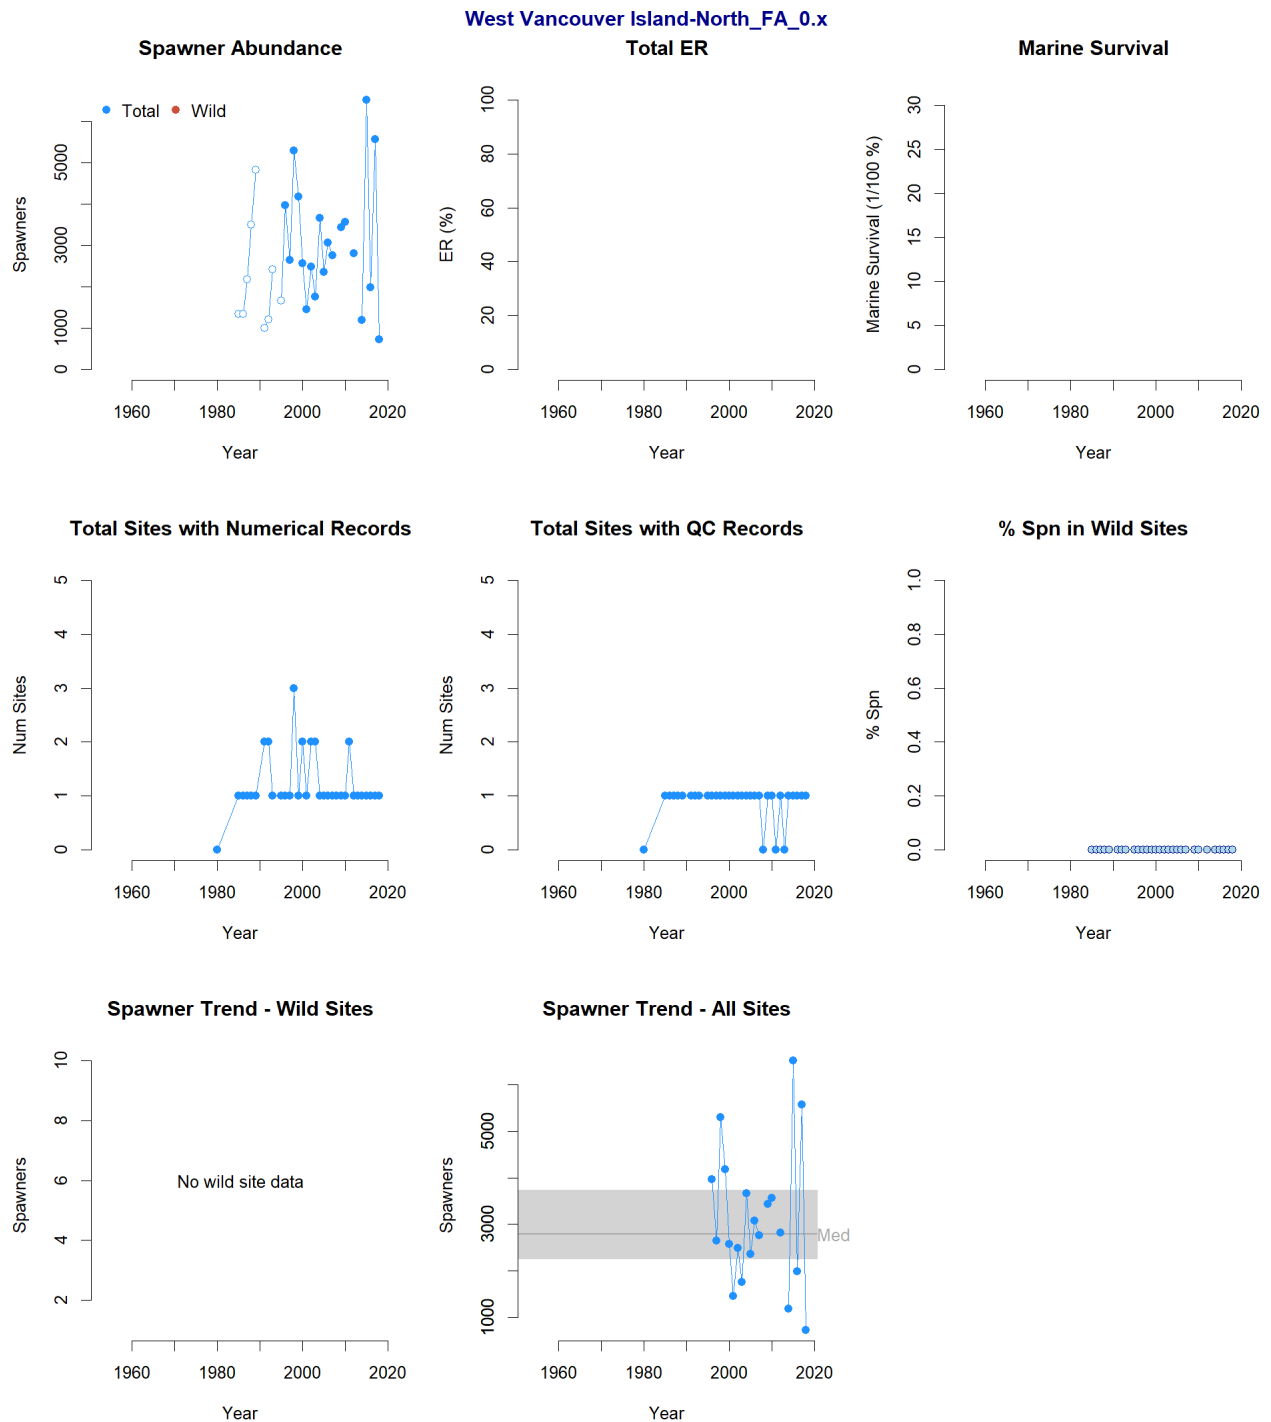 West Vancouver Island-North_FA_0.x
Spawner Abundance
Total
Wild
Spawners
0
1000
3000
5000
1960
1980
2000
2020
Year
Total ER
ER (%)
0
20
40
60
80
100
1960
1980
2000
2020
Year
Marine Survival
Marine Survival (1/100 %)
0
5
10
15
20
25
30
1960
1980
2000
2020
Year
Total Sites with Numerical Records
Num Sites
0
1
2
3
4
5
1960
1980
2000
2020
Year
Total Sites with QC Records
Num Sites
0
1
2
3
4
5
1960
1980
2000
2020
Year
% Spn in Wild Sites
% Spn
0.0
0.2
0.4
0.6
0.8
1.0
1960
1980
2000
2020
Year
Spawner Trend - Wild Sites
Spawners
2
4
6
8
10
No wild site data
1960
1980
2000
2020
Year
Spawner Trend - All Sites
Spawners
1000
3000
5000
Med
1960
1980
2000
2020
Year